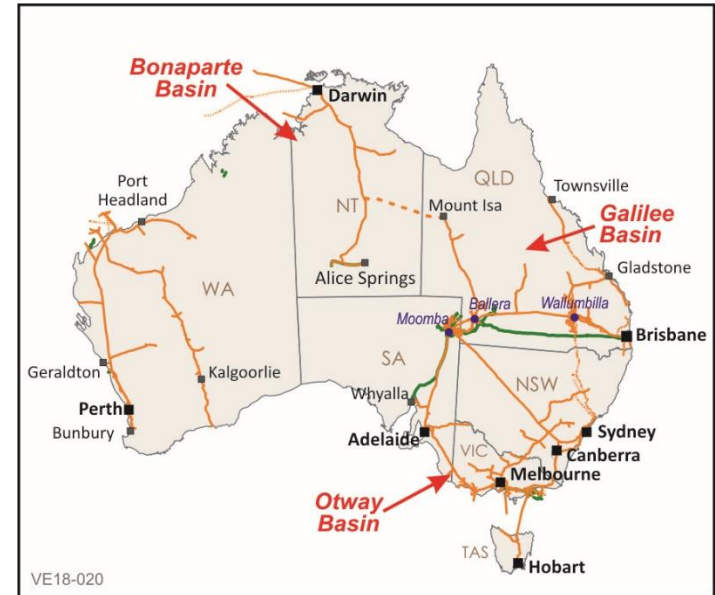 Bonaparte
Basin
Darwin
Port
Headland
QLD
Townsville
NT
Mount Isa
Galilee
Basin
Gladstone
Alice Springs
WA
Ballera
Wallumbilla
Moomba
Brisbane
SA
Geraldton
Kalgoorlie
NSW
Whyalla
Perth
Bunbury
Adelaide
Sydney
VIC
Canberra
Melbourne
Otway
Basin
TAS
Hobart
VE18-020